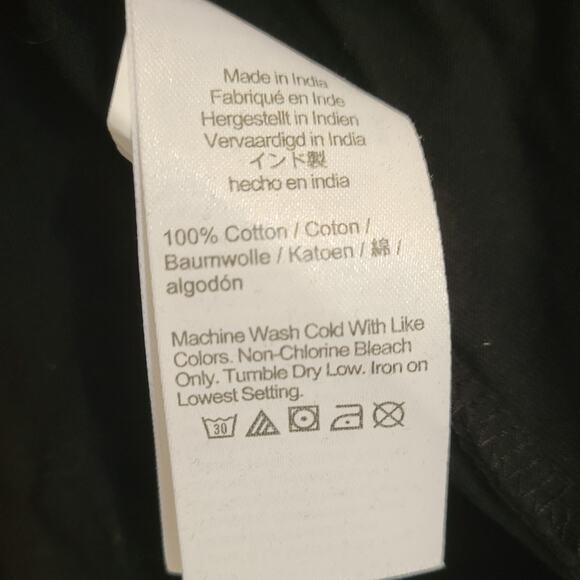 Made in India
Fabriqué en Inde
Hergestellt in Indien
Vervaardigd in India
インド製
hecho en india
100% Cotton / Coton /
Baumwolle / Katoen / 綿 /
algodón
Machine Wash Cold With Like
Colors. Non-Chlorine Bleach
Only. Tumble Dry Low. Iron on
Lowest Setting.
30